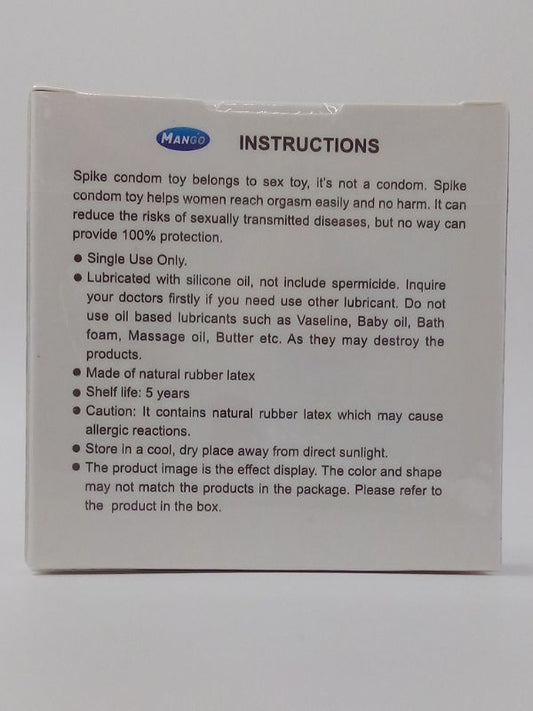 MANGO INSTRUCTIONS
Spike condom toy belongs to sex toy, it's not a condom. Spike
condom toy helps women reach orgasm easily and no harm. It can
reduce the risks of sexually transmitted diseases, but no way can
provide 100% protection.
● Single Use Only.
● Lubricated with silicone oil, not include spermicide. Inquire
your doctors firstly if you need use other lubricant. Do not
use oil based lubricants such as Vaseline, Baby oil, Bath
foam, Massage oil, Butter etc. As they may destroy the
products.
● Made of natural rubber latex
● Shelf life: 5 years
● Caution: It contains natural rubber latex which may cause
allergic reactions.
● Store in a cool, dry place away from direct sunlight.
● The product image is the effect display. The color and shape
may not match the products in the package. Please refer to
the product in the box.